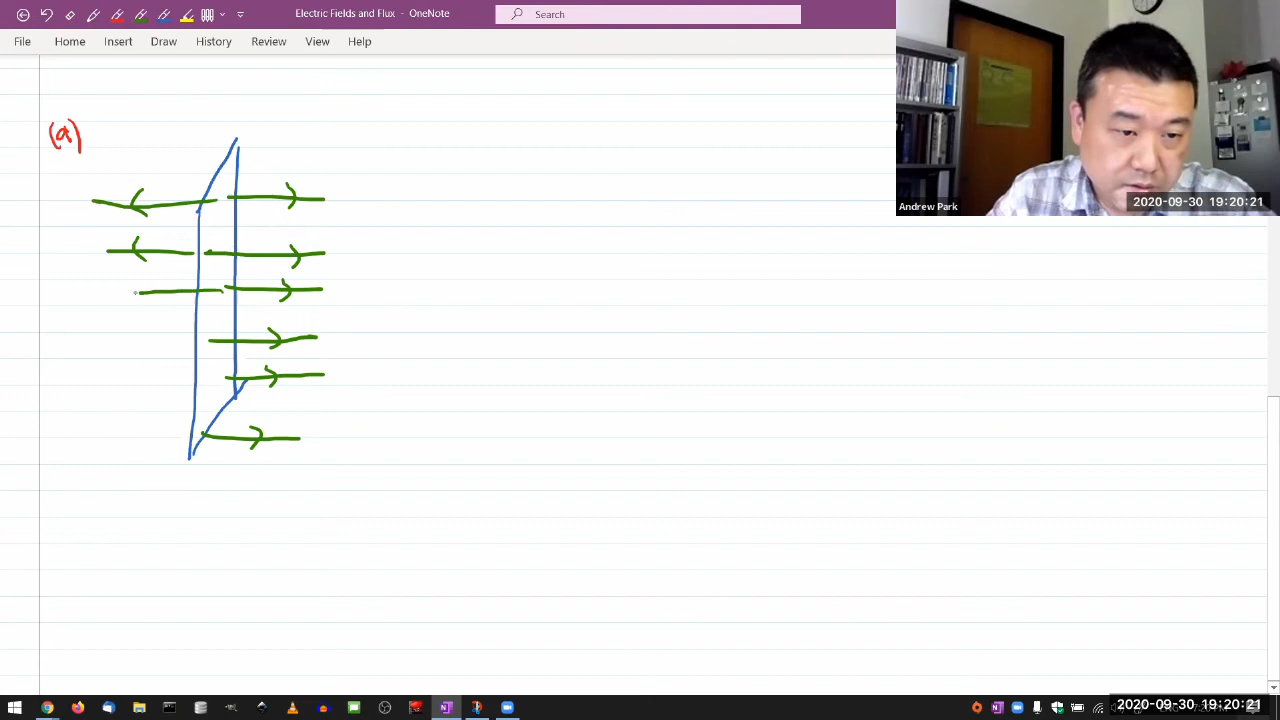 Electric Fields and Flux - OneNote
Search
File Home Insert Draw History Review View Help
(a)
Andrew Park
2020-09-30 19:20:21
2020-09-30 19:20:21